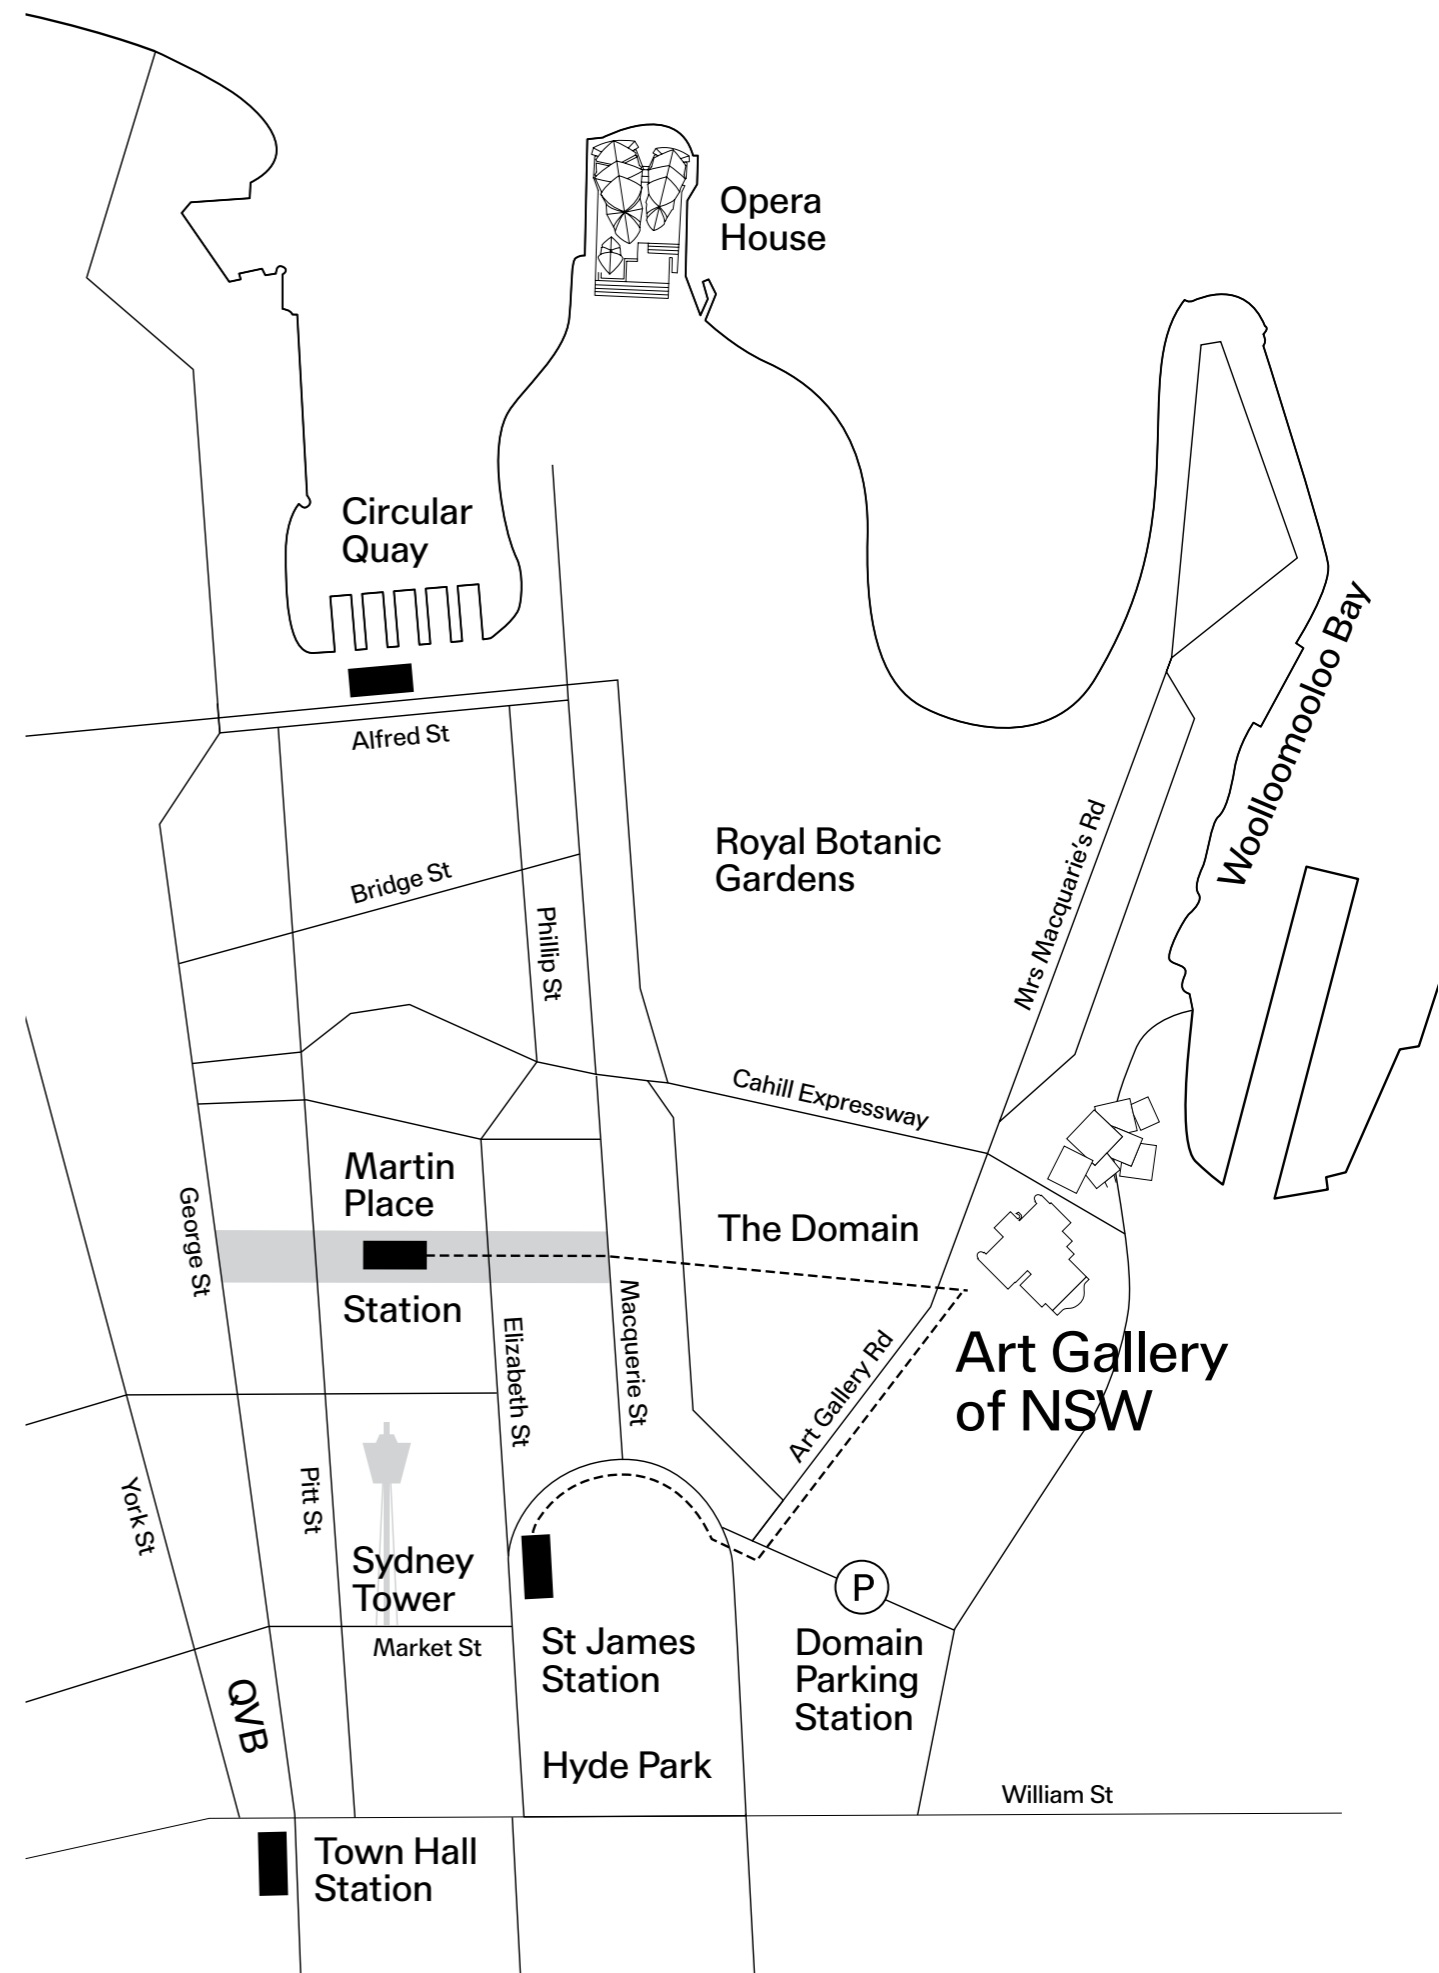 Opera
House
Circular
Quay
Woolloomooloo Bay
Alfred St
Mrs Macquarie's Rd
Royal Botanic
Gardens
Bridge St
Phillip St
Cahill Expressway
Martin
Place
The Domain
George St
Station
Macquerie St
Elizabeth St
Art Gallery Rd
Art Gallery
of NSW
York St
Pitt St
Sydney
Tower
P
Market St
St James
Station
Domain
Parking
Station
QVB
Hyde Park
William St
Town Hall
Station